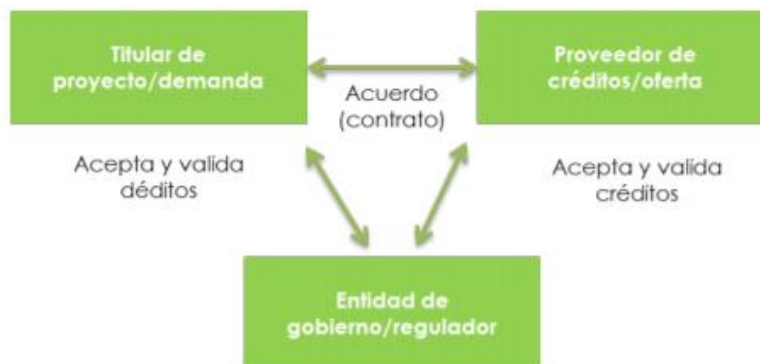 Titular de
proyecto/demanda
Proveedor de
créditos/oferta
Acuerdo
(contrato)
Acepta y valida
déditos
Acepta y valida
créditos
Entidad de
gobierno/regulador